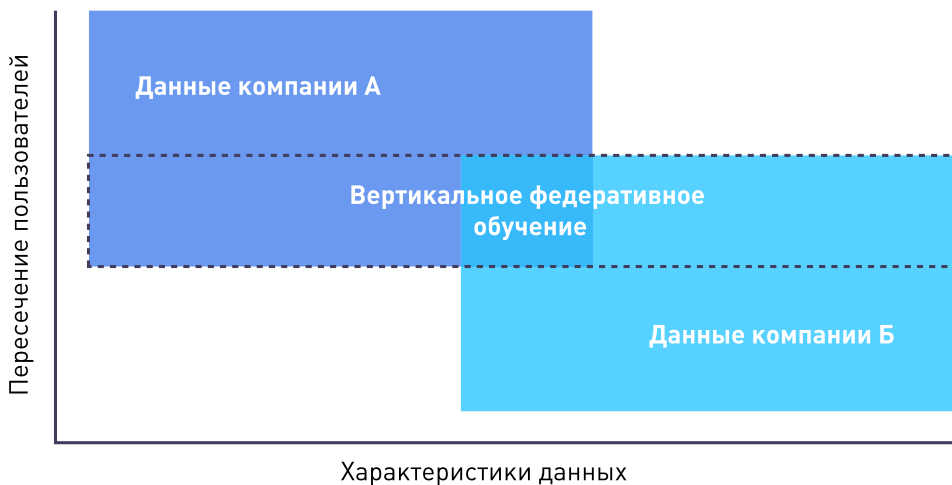 Данные компании А
Пересечение пользователей
Вертикальное федеративное
обучение
Данные компании Б
Характеристики данных